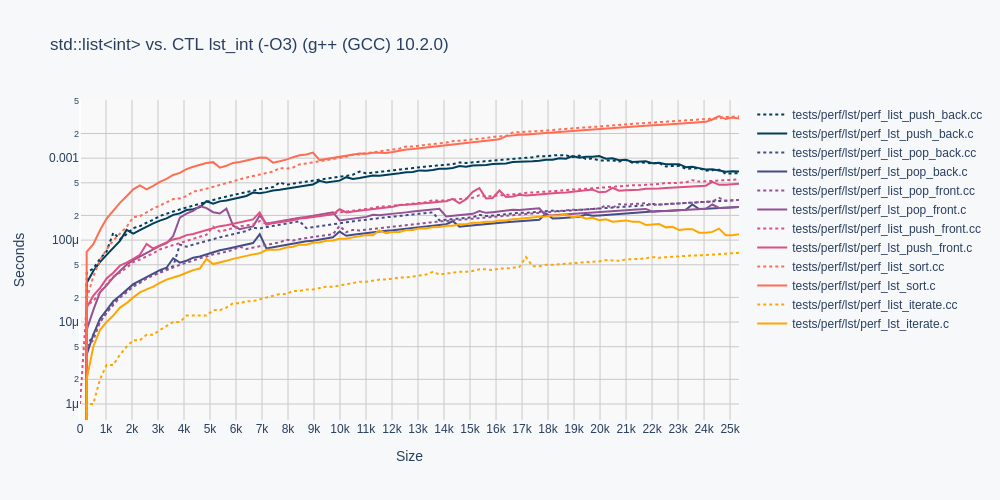 std::list<int> vs. CTL lst_int (-O3) (g++ (GCC) 10.2.0)
5
2
0.001
5
2
100μ
5
2
10μ
5
2
1μ
Seconds
0 1k 2k 3k 4k 5k 6k 7k 8k 9k 10k 11k 12k 13k 14k 15k 16k 17k 18k 19k 20k 21k 22k 23k 24k 25k
Size
tests/perf/lst/perf_list_push_back.cc
tests/perf/lst/perf_lst_push_back.c
tests/perf/lst/perf_list_pop_back.cc
tests/perf/lst/perf_lst_pop_back.c
tests/perf/lst/perf_list_pop_front.cc
tests/perf/lst/perf_lst_pop_front.c
tests/perf/lst/perf_list_push_front.cc
tests/perf/lst/perf_lst_push_front.c
tests/perf/lst/perf_list_sort.cc
tests/perf/lst/perf_lst_sort.c
tests/perf/lst/perf_list_iterate.cc
tests/perf/lst/perf_lst_iterate.c